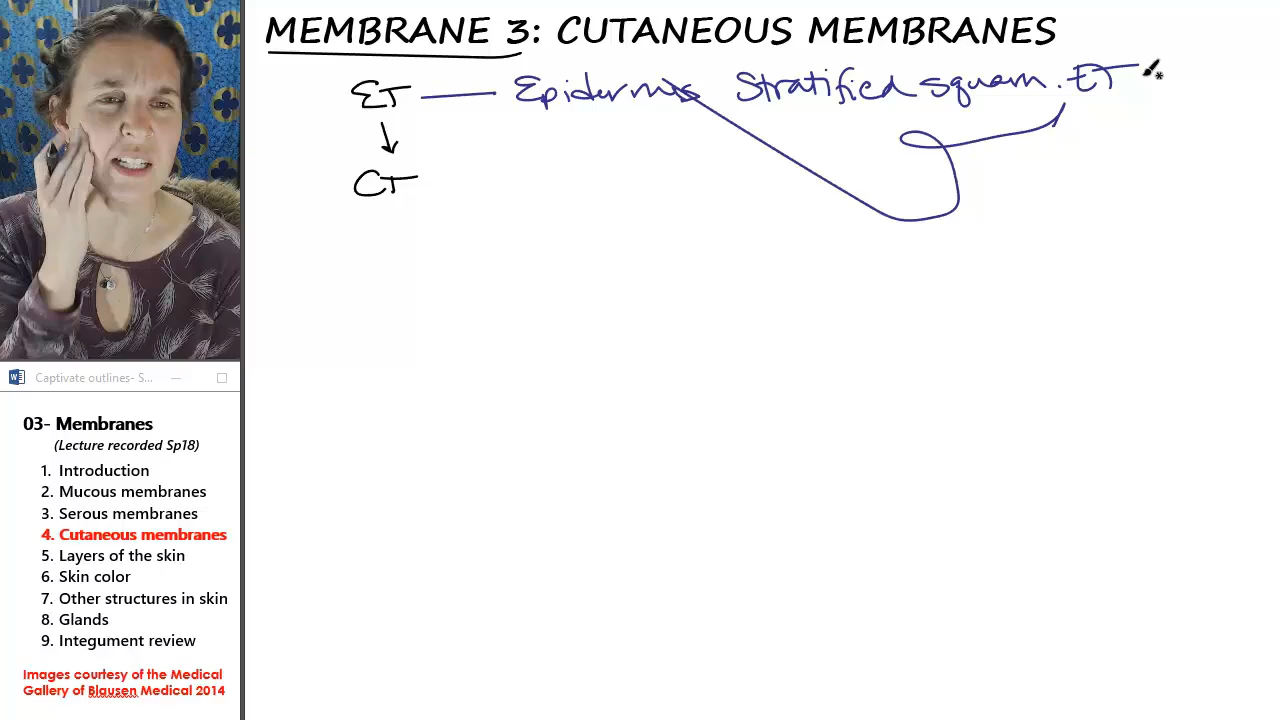 MEMBRANE 3: CUTANEOUS MEMBRANES
ET — Epidermis Stratified squam. ET
CT
Captivate outlines- S...
03- Membranes
(Lecture recorded Sp18)
1. Introduction
2. Mucous membranes
3. Serous membranes
4. Cutaneous membranes
5. Layers of the skin
6. Skin color
7. Other structures in skin
8. Glands
9. Integument review
Images courtesy of the Medical
Gallery of Blausen Medical 2014